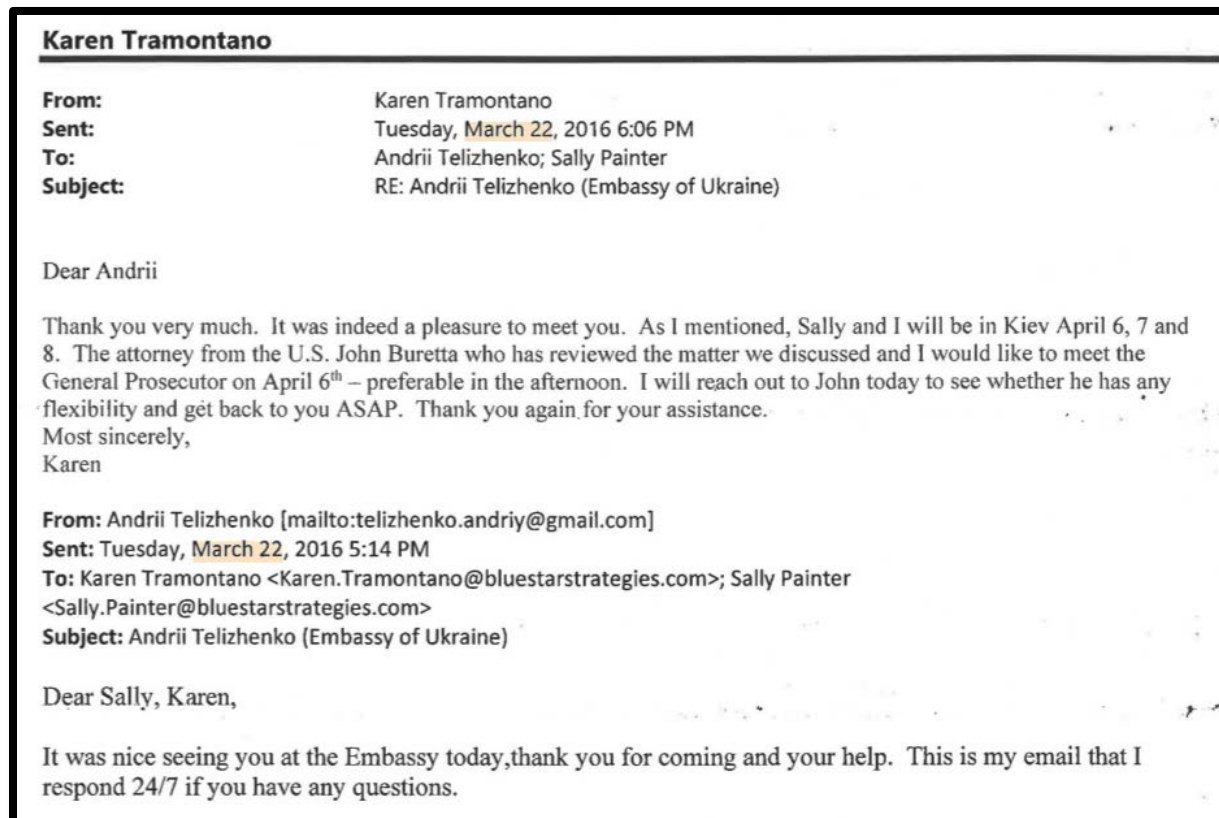 Karen Tramontano
From: Karen Tramontano
Sent: Tuesday, March 22, 2016 6:06 PM
To: Andrii Telizhenko; Sally Painter
Subject: RE: Andrii Telizhenko (Embassy of Ukraine)
Dear Andrii
Thank you very much. It was indeed a pleasure to meet you. As I mentioned, Sally and I will be in Kiev April 6, 7 and
8. The attorney from the U.S. John Buretta who has reviewed the matter we discussed and I would like to meet the
General Prosecutor on April 6th – preferable in the afternoon. I will reach out to John today to see whether he has any
flexibility and get back to you ASAP. Thank you again for your assistance.
Most sincerely,
Karen
From: Andrii Telizhenko [mailto:telizhenko.andriy@gmail.com]
Sent: Tuesday, March 22, 2016 5:14 PM
To: Karen Tramontano <Karen.Tramontano@bluestarstrategies.com>; Sally Painter
<Sally.Painter@bluestarstrategies.com>
Subject: Andrii Telizhenko (Embassy of Ukraine)
Dear Sally, Karen,
It was nice seeing you at the Embassy today,thank you for coming and your help. This is my email that I
respond 24/7 if you have any questions.